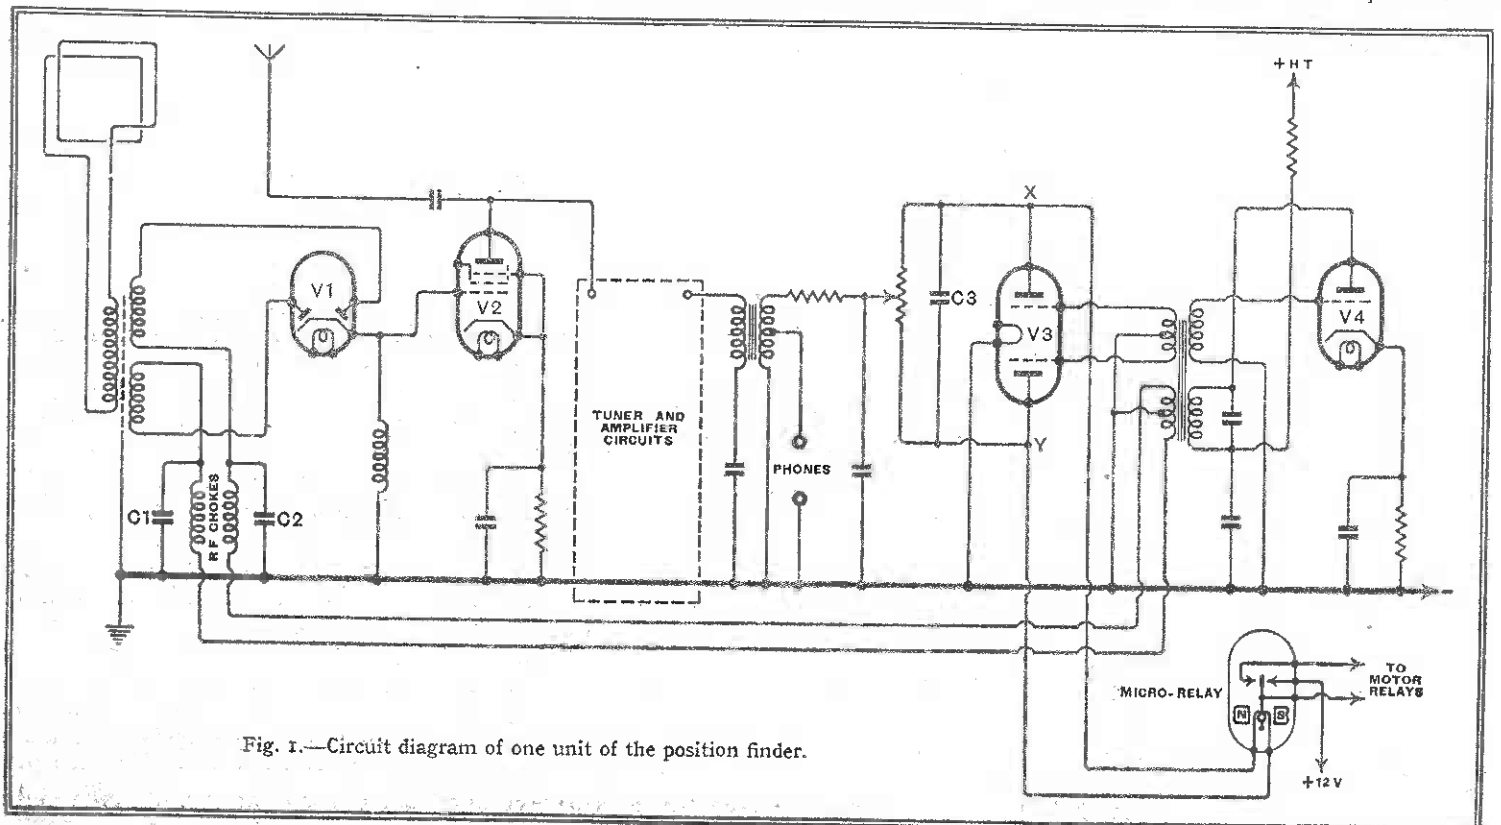 +HT
X
V1
V2
C3
V3
V4
TUNER AND
AMPLIFIER
CIRCUITS
PHONES
Y
C1
RF CHOKES
C2
MICRO-RELAY
N
S
TO
MOTOR
RELAYS
+12V
Fig. 1.—Circuit diagram of one unit of the position finder.